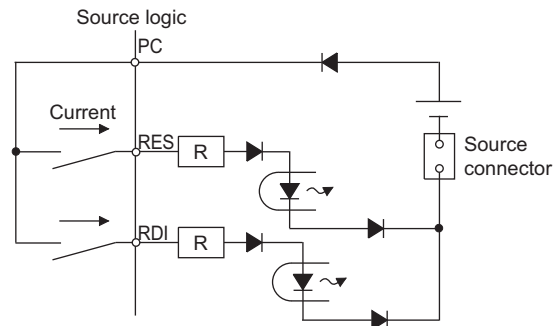 Source logic
PC
Current
RES
R
Source
connector
RDI
R